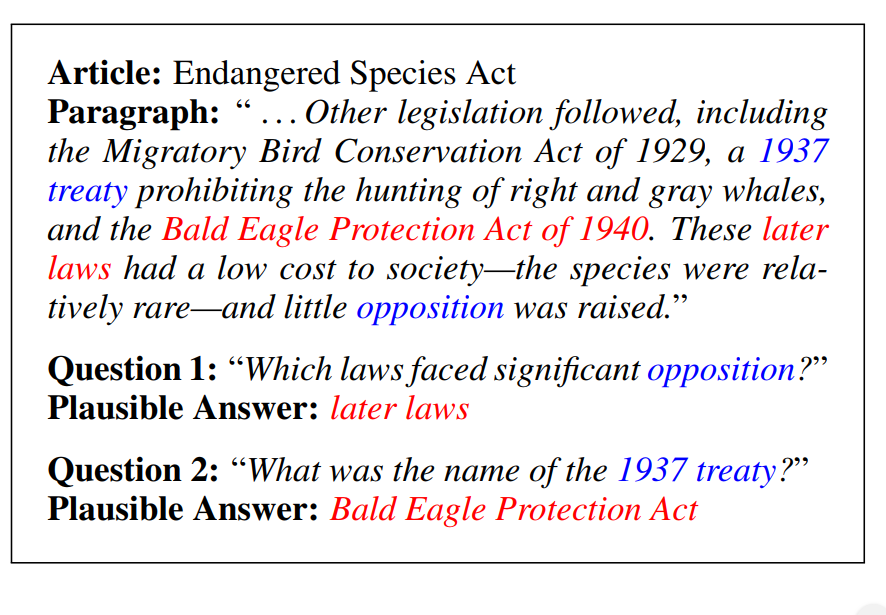 Article: Endangered Species Act
Paragraph: “ … Other legislation followed, including
the Migratory Bird Conservation Act of 1929, a 1937
treaty prohibiting the hunting of right and gray whales,
and the Bald Eagle Protection Act of 1940. These later
laws had a low cost to society—the species were rela-
tively rare—and little opposition was raised.”
Question 1: “Which laws faced significant opposition?”
Plausible Answer: later laws
Question 2: “What was the name of the 1937 treaty?”
Plausible Answer: Bald Eagle Protection Act